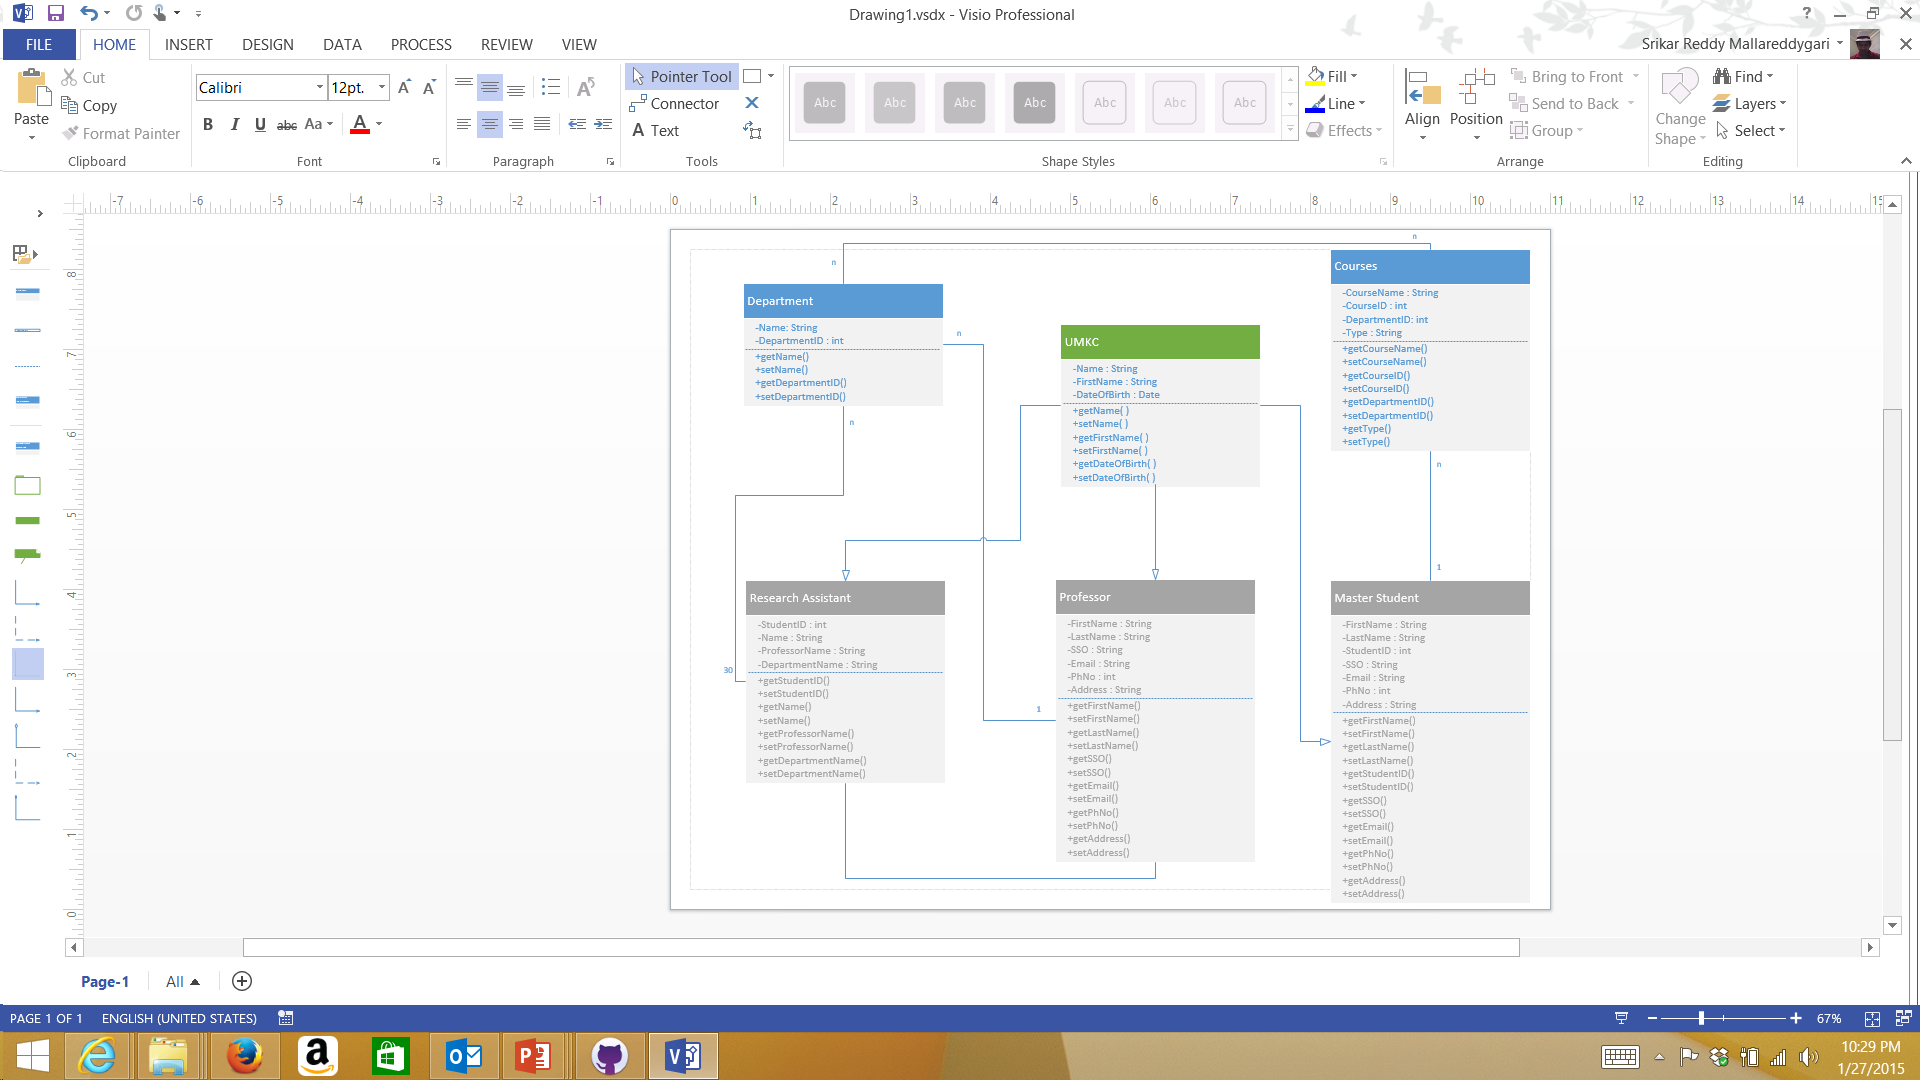 Drawing1.vsdx - Visio Professional
?
FILE HOME INSERT DESIGN DATA PROCESS REVIEW VIEW
Srikar Reddy Mallareddygari
Paste
Cut
Copy
Format Painter
Clipboard
Calibri 12pt. A A
B I U abc Aa A
Font
Paragraph
Pointer Tool
Connector
A Text
Tools
Abc Abc Abc Abc Abc Abc Abc
Shape Styles
Fill
Line
Effects
Align
Position
Bring to Front
Send to Back
Group
Arrange
Change
Shape
Find
Layers
Select
Editing
-7 -6 -5 -4 -3 -2 -1 0 1 2 3 4 5 6 7 8 9 10 11 12 13 14 15
8
7
6
5
4
3
2
1
0
n
n
Department
-Name: String
-DepartmentID : int
+getName()
+setName()
+getDepartmentID()
+setDepartmentID()
n
n
UMKC
-Name : String
-FirstName : String
-DateOfBirth : Date
+getName( )
+setName( )
+getFirstName( )
+setFirstName( )
+getDateOfBirth( )
+setDateOfBirth( )
Courses
-CourseName : String
-CourseID : int
-DepartmentID: int
-Type : String
+getCourseName()
+setCourseName()
+getCourseID()
+setCourseID()
+getDepartmentID()
+setDepartmentID()
+getType()
+setType()
n
1
Research Assistant
-StudentID : int
-Name : String
-ProfessorName : String
-DepartmentName : String
+getStudentID()
+setStudentID()
+getName()
+setName()
+getProfessorName()
+setProfessorName()
+getDepartmentName()
+setDepartmentName()
30
1
Professor
-FirstName : String
-LastName : String
-SSO : String
-Email : String
-PhNo : int
-Address : String
+getFirstName()
+setFirstName()
+getLastName()
+setLastName()
+getSSO()
+setSSO()
+getEmail()
+setEmail()
+getPhNo()
+setPhNo()
+getAddress()
+setAddress()
Master Student
-FirstName : String
-LastName : String
-StudentID : int
-SSO : String
-Email : String
-PhNo : int
-Address : String
+getFirstName()
+setFirstName()
+getLastName()
+setLastName()
+getStudentID()
+setStudentID()
+getSSO()
+setSSO()
+getEmail()
+setEmail()
+getPhNo()
+setPhNo()
+getAddress()
+setAddress()
Page-1 All
PAGE 1 OF 1 ENGLISH (UNITED STATES)
67%
10:29 PM
1/27/2015